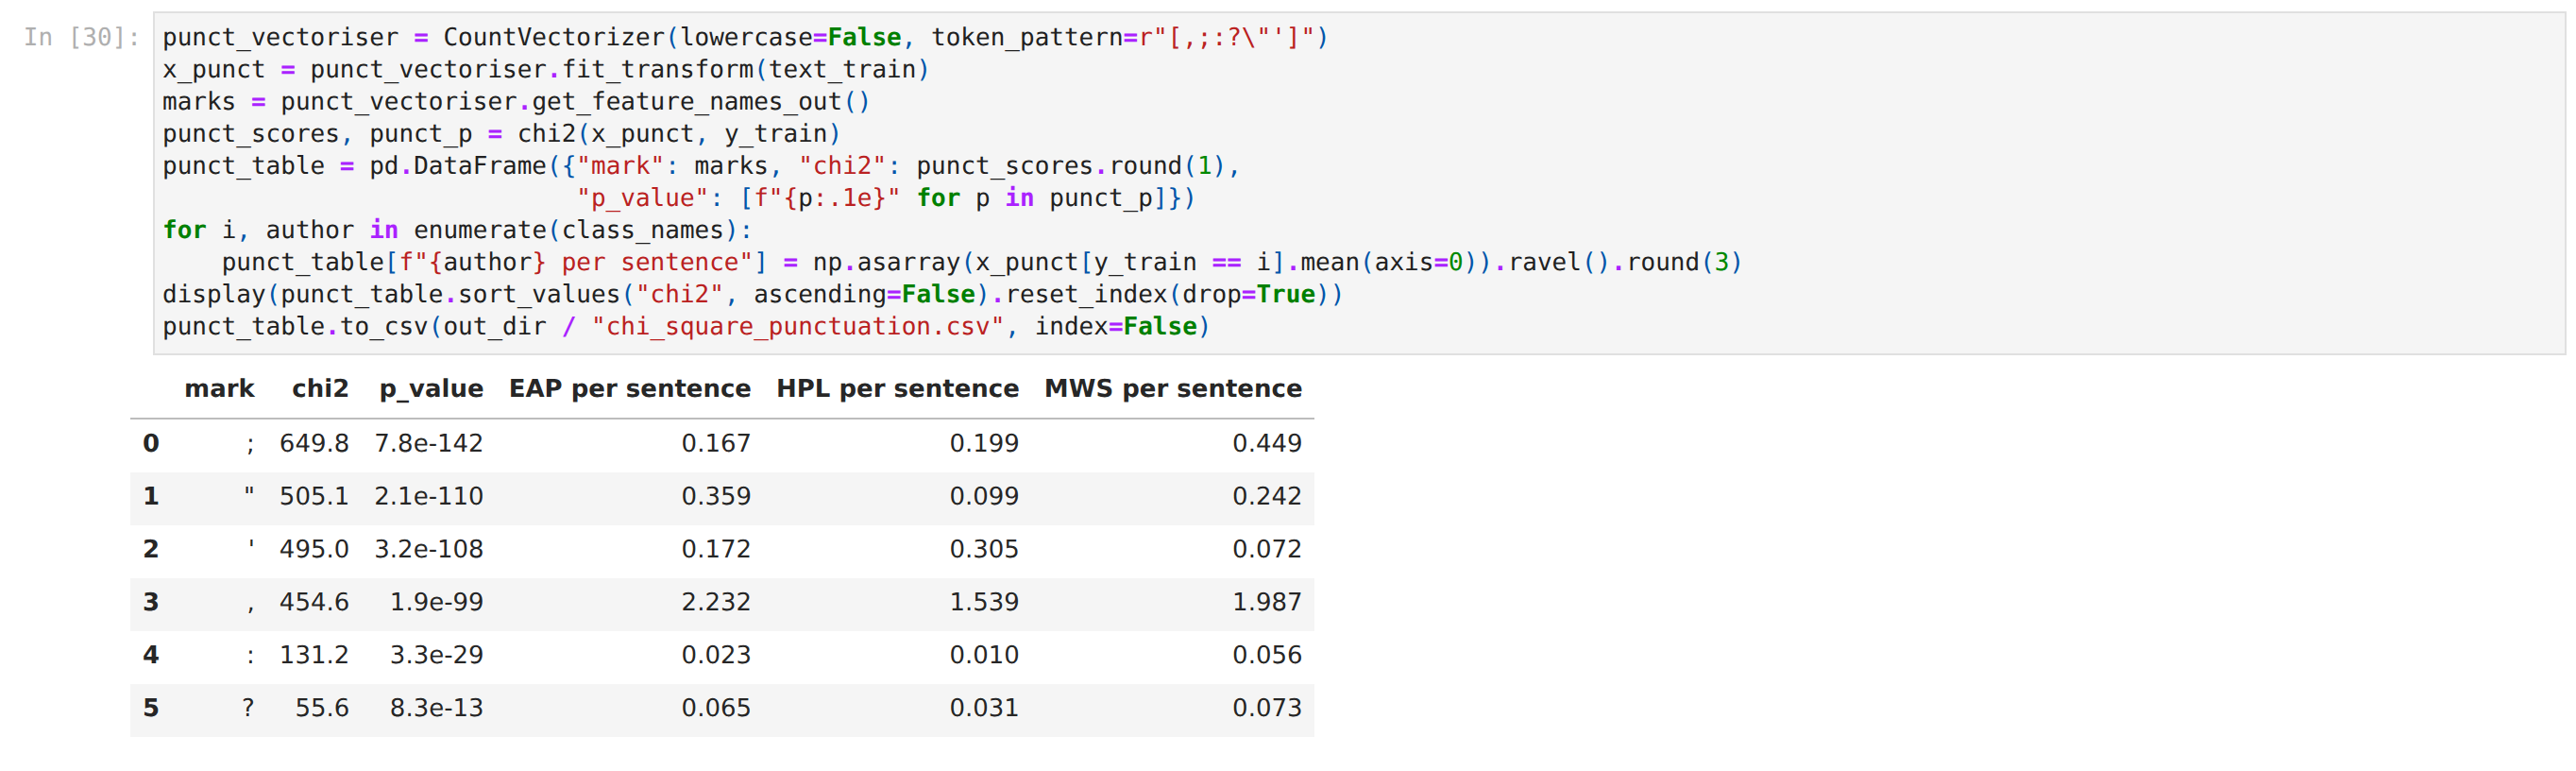 In [30]: punct_vectoriser = CountVectorizer(lowercase=False, token_pattern=r"[,;:?\"']")
x_punct = punct_vectoriser.fit_transform(text_train)
marks = punct_vectoriser.get_feature_names_out()
punct_scores, punct_p = chi2(x_punct, y_train)
punct_table = pd.DataFrame({"mark": marks, "chi2": punct_scores.round(1),
                            "p_value": [f"{p:.1e}" for p in punct_p]})
for i, author in enumerate(class_names):
    punct_table[f"{author} per sentence"] = np.asarray(x_punct[y_train == i].mean(axis=0)).ravel().round(3)
display(punct_table.sort_values("chi2", ascending=False).reset_index(drop=True))
punct_table.to_csv(out_dir / "chi_square_punctuation.csv", index=False)
mark chi2 p_value EAP per sentence HPL per sentence MWS per sentence
0 ; 649.8 7.8e-142 0.167 0.199 0.449
1 " 505.1 2.1e-110 0.359 0.099 0.242
2 ' 495.0 3.2e-108 0.172 0.305 0.072
3 , 454.6 1.9e-99 2.232 1.539 1.987
4 : 131.2 3.3e-29 0.023 0.010 0.056
5 ? 55.6 8.3e-13 0.065 0.031 0.073